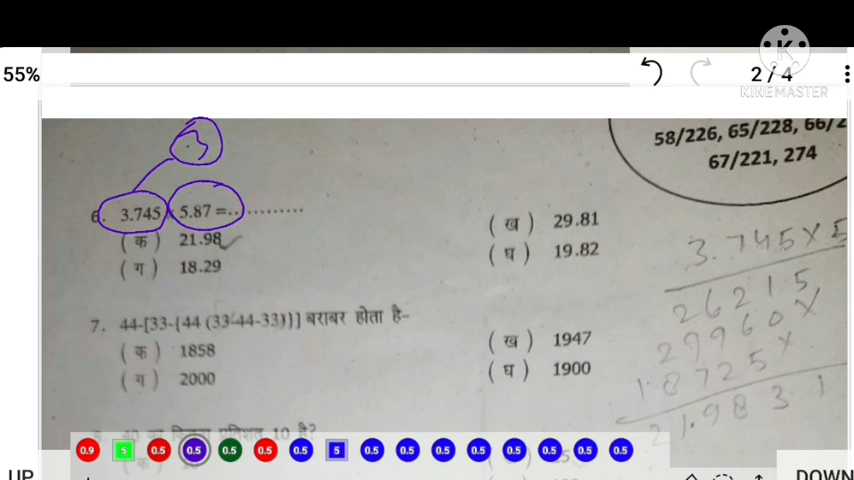 55%
2/4
KINEMASTER
58/226, 65/228, 66/2
67/221, 274
6. 3.745 × 5.87 =............
(क) 21.98
(ख) 29.81
(ग) 18.29
(घ) 19.82
3.745×5
26215
29960×
18725×
21.9831
7. 44-[33-{44 (33-44-33)}] बराबर होता है-
(क) 1858
(ख) 1947
(ग) 2000
(घ) 1900
40 का कितना प्रतिशत 10 है?
0.9 5 0.5 0.5 0.5 0.5 0.5 5 0.5 0.5 0.5 0.5 0.5 0.5 0.5 0.5
UP
DOWN